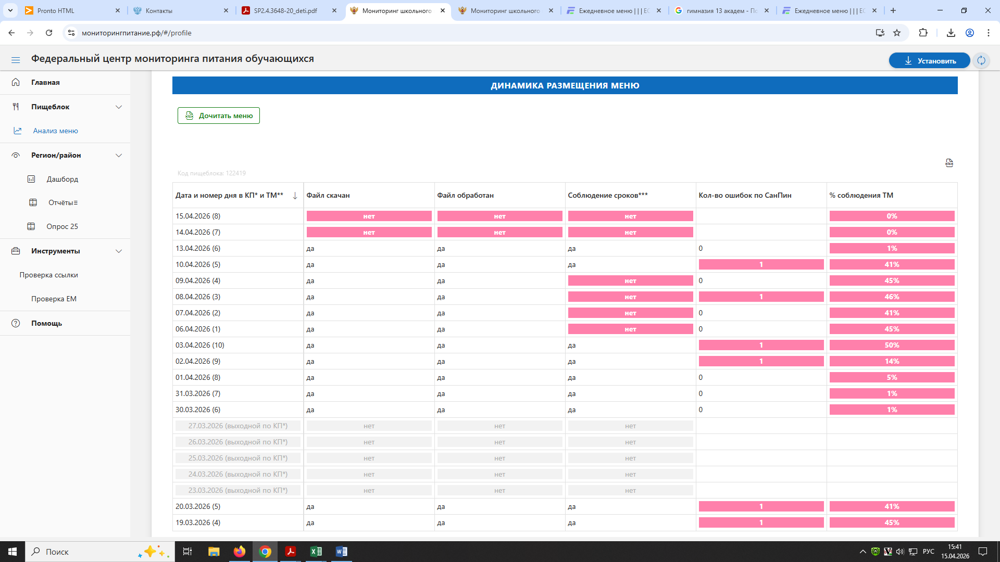 Pronto HTML
Контакты
SP2.4.3648-20_deti.pdf
Мониторинг школьного
Мониторинг школьного
Ежедневное меню | | | ЕС
гимназия 13 академ - По
Ежедневное меню | | | ЕС
мониторингпитание.рф/#/profile
Федеральный центр мониторинга питания обучающихся
Установить
Главная
Пищеблок
Анализ меню
Регион/район
Дашборд
Отчёты≡
Опрос 25
Инструменты
Проверка ссылки
Проверка ЕМ
Помощь
ДИНАМИКА РАЗМЕЩЕНИЯ МЕНЮ
xlsx Дочитать меню
xlsx
Код пищеблока: 122419
Дата и номер дня в КП* и ТМ** ↓ Файл скачан Файл обработан Соблюдение сроков*** Кол-во ошибок по СанПин % соблюдения ТМ
15.04.2026 (8) нет нет нет 0%
14.04.2026 (7) нет нет нет 0%
13.04.2026 (6) да да да 0 1%
10.04.2026 (5) да да да 1 41%
09.04.2026 (4) да да нет 0 45%
08.04.2026 (3) да да нет 1 46%
07.04.2026 (2) да да нет 0 41%
06.04.2026 (1) да да нет 0 45%
03.04.2026 (10) да да да 1 50%
02.04.2026 (9) да да да 1 14%
01.04.2026 (8) да да да 0 5%
31.03.2026 (7) да да да 0 1%
30.03.2026 (6) да да да 0 1%
27.03.2026 (выходной по КП*) нет нет нет
26.03.2026 (выходной по КП*) нет нет нет
25.03.2026 (выходной по КП*) нет нет нет
24.03.2026 (выходной по КП*) нет нет нет
23.03.2026 (выходной по КП*) нет нет нет
20.03.2026 (5) да да да 1 41%
19.03.2026 (4) да да да 1 45%
Поиск
РУС
15:41
15.04.2026